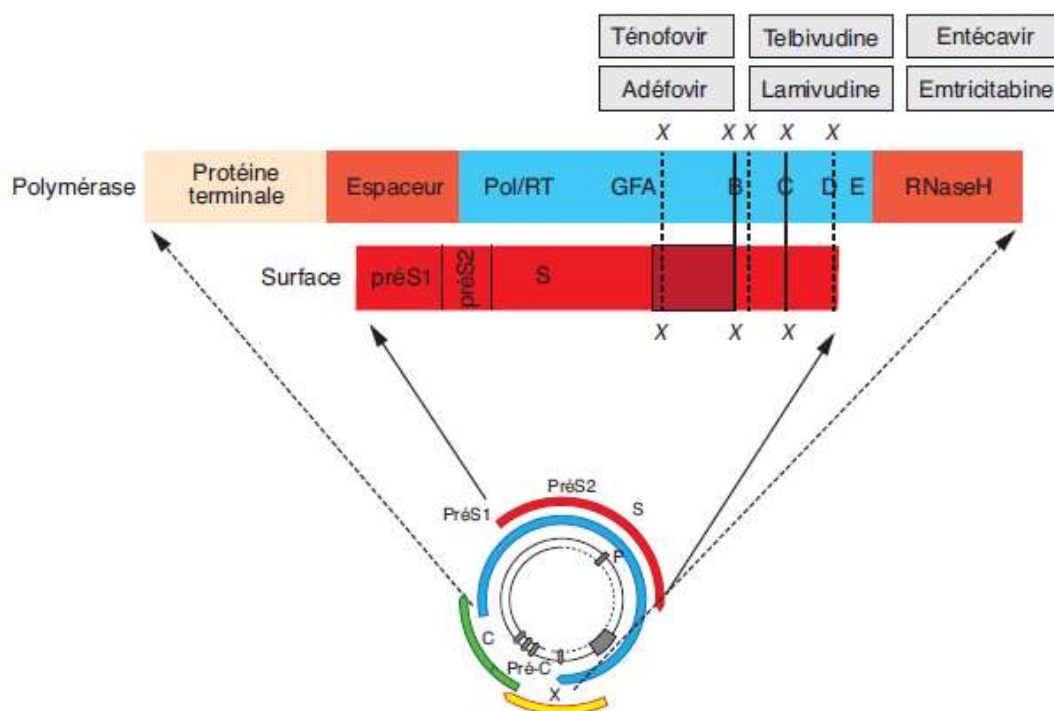 Ténofovir Telbivudine Entécavir
Adéfovir Lamivudine Emtricitabine
X X X X X
Polymérase Protéine terminale Espaceur Pol/RT GFA B C D E RNaseH
Surface préS1 préS2 S
X X X
PréS2
PréS1 S
P
C
Pré-C
X